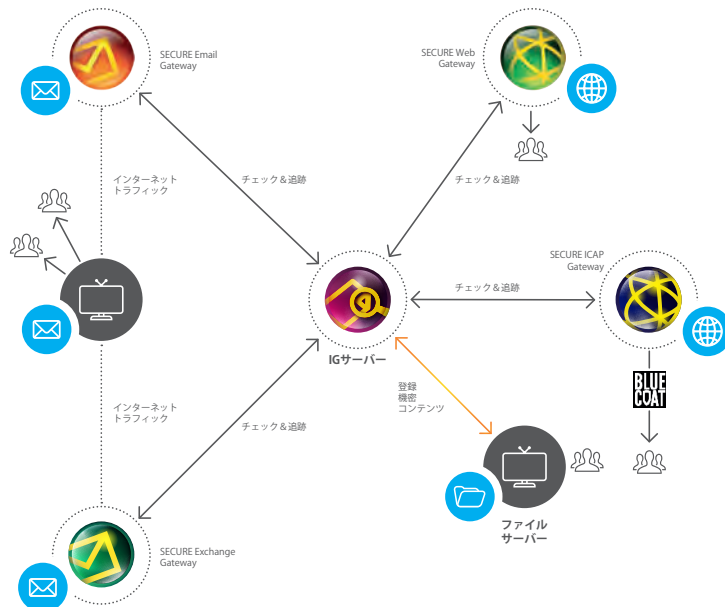 SECURE Email
Gateway
SECURE Web
Gateway
インターネット
トラフィック
チェック＆追跡
チェック＆追跡
SECURE ICAP
Gateway
チェック＆追跡
IGサーバー
BLUE
COAT
登録
機密
コンテンツ
インターネット
トラフィック
チェック＆追跡
ファイル
サーバー
SECURE Exchange
Gateway